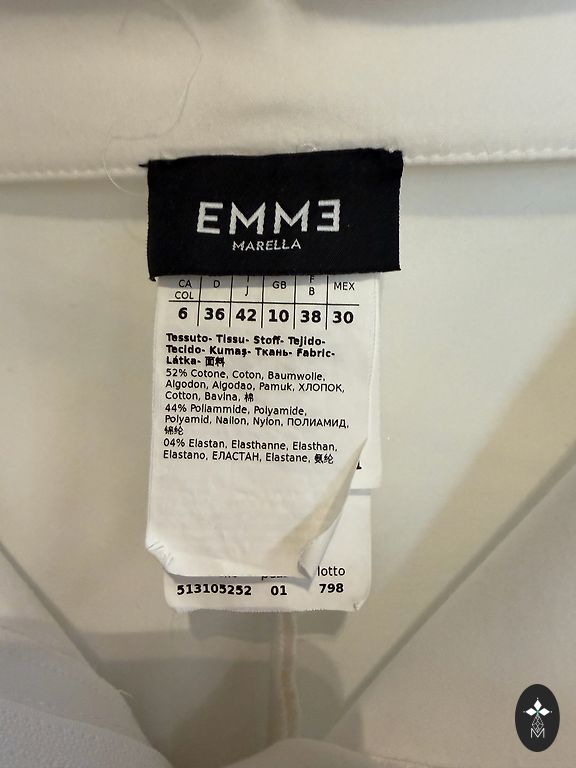 EMME
MARELLA
CA D I F
COL J GB B MEX
6 36 42 10 38 30
Tessuto- Tissu- Stoff- Tejido-
Tecido- Kumaş- Ткань- Fabric-
Látka- 面料
52% Cotone, Coton, Baumwolle,
Algodon, Algodao, Pamuk, ХЛОПОК,
Cotton, Bavlna, 棉
44% Poliammide, Polyamide,
Polyamid, Nailon, Nylon, ПОЛИАМИД,
锦纶
04% Elastan, Elasthanne, Elasthan,
Elastano, ЕЛАСТАН, Elastane, 氨纶
lotto
513105252 01 798